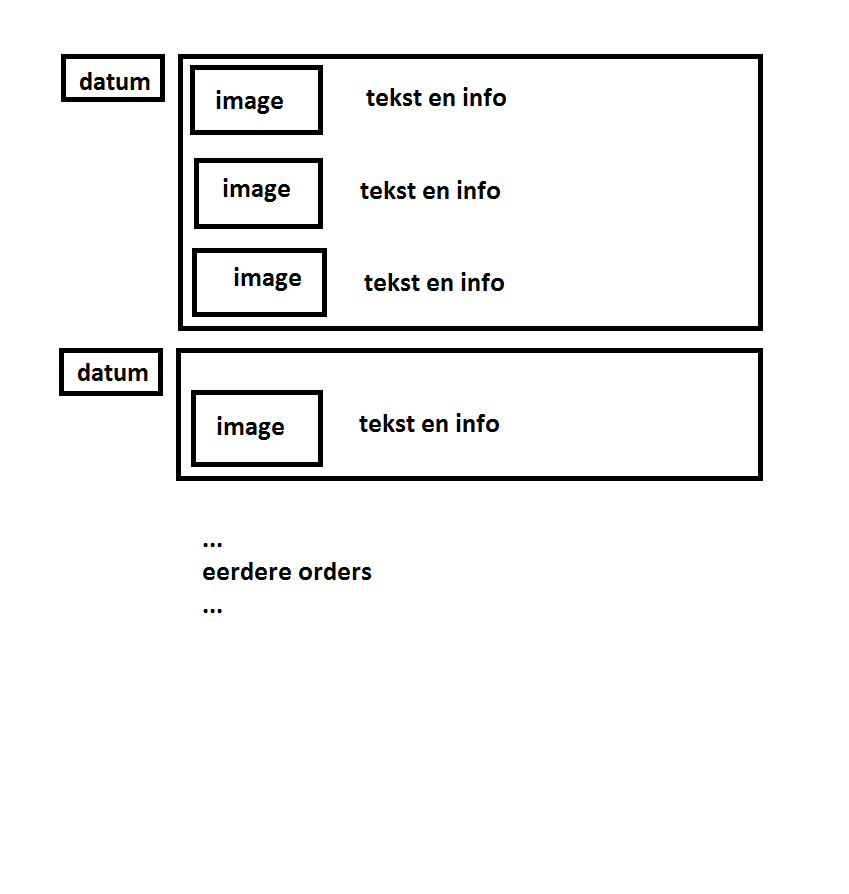 datum
image
tekst en info
image
tekst en info
image
tekst en info
datum
image
tekst en info
...
eerdere orders
...